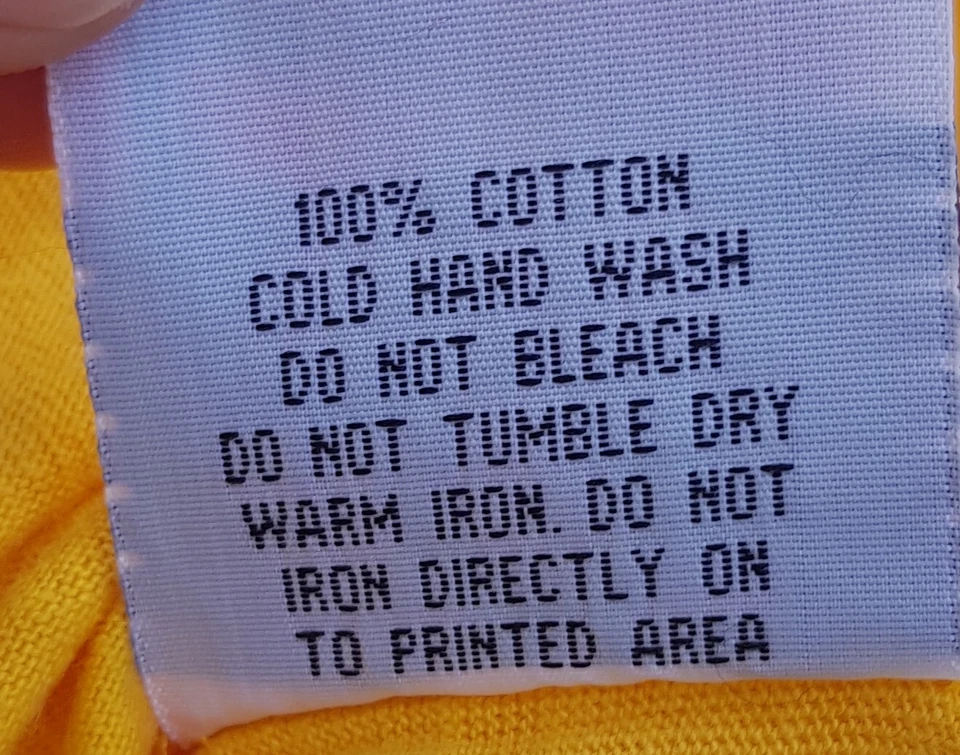 100% COTTON
COLD HAND WASH
DO NOT BLEACH
DO NOT TUMBLE DRY
WARM IRON. DO NOT
IRON DIRECTLY ON
TO PRINTED AREA